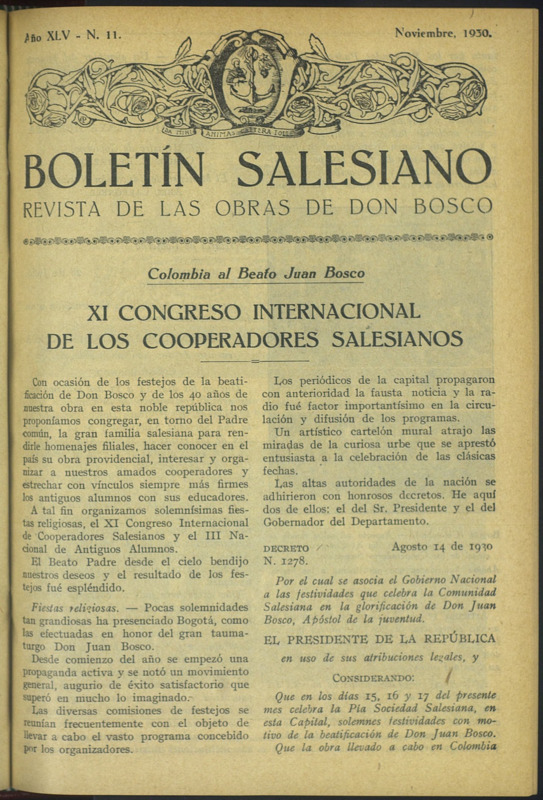 Año XLV - N. 11.
Noviembre, 1930.
DA MIHI ANIMAS CÆTERA TOLLE
BOLETÍN SALESIANO
REVISTA DE LAS OBRAS DE DON BOSCO
Colombia al Beato Juan Bosco
XI CONGRESO INTERNACIONAL
DE LOS COOPERADORES SALESIANOS
Con ocasión de los festejos de la beati-
ficación de Don Bosco y de los 40 años de
nuestra obra en esta noble república nos
proponíamos congregar, en torno del Padre
común, la gran familia salesiana para ren-
dirle homenajes filiales, hacer conocer en el
país su obra providencial, interesar y orga-
nizar a nuestros amados cooperadores y
estrechar con vínculos siempre más firmes
los antiguos alumnos con sus educadores.
A tal fin organizamos solemnísimas fies-
tas religiosas, el XI Congreso Internacional
de Cooperadores Salesianos y el III Na-
cional de Antiguos Alumnos.
El Beato Padre desde el cielo bendijo
nuestros deseos y el resultado de los fes-
tejos fué espléndido.
Fiestas religiosas. — Pocas solemnidades
tan grandiosas ha presenciado Bogotá, como
las efectuadas en honor del gran tauma-
turgo Don Juan Bosco.
Desde comienzo del año se empezó una
propaganda activa y se notó un movimiento
general, augurio de éxito satisfactorio que
superó en mucho lo imaginado.
Las diversas comisiones de festejos se
reunían frecuentemente con el objeto de
llevar a cabo el vasto programa concebido
por los organizadores.
Los periódicos de la capital propagaron
con anterioridad la fausta noticia y la ra-
dio fué factor importantísimo en la circu-
lación y difusión de los programas.
Un artístico cartelón mural atrajo las
miradas de la curiosa urbe que se aprestó
entusiasta a la celebración de las clásicas
fechas.
Las altas autoridades de la nación se
adhirieron con honrosos decretos. He aquí
dos de ellos: el del Sr. Presidente y el del
Gobernador del Departamento.
DECRETO Agosto 14 de 1930
N. 1278.
Por el cual se asocia el Gobierno Nacional
a las festividades que celebra la Comunidad
Salesiana en la glorificación de Don Juan
Bosco, Apóstol de la juventud.
EL PRESIDENTE DE LA REPÚBLICA
en uso de sus atribuciones legales, y
CONSIDERANDO:
Que en los días 15, 16 y 17 del presente
mes celebra la Pía Sociedad Salesiana, en
esta Capital, solemnes festividades con mo-
tivo de la beatificación de Don Juan Bosco.
Que la obra llevado a cabo en Colombia